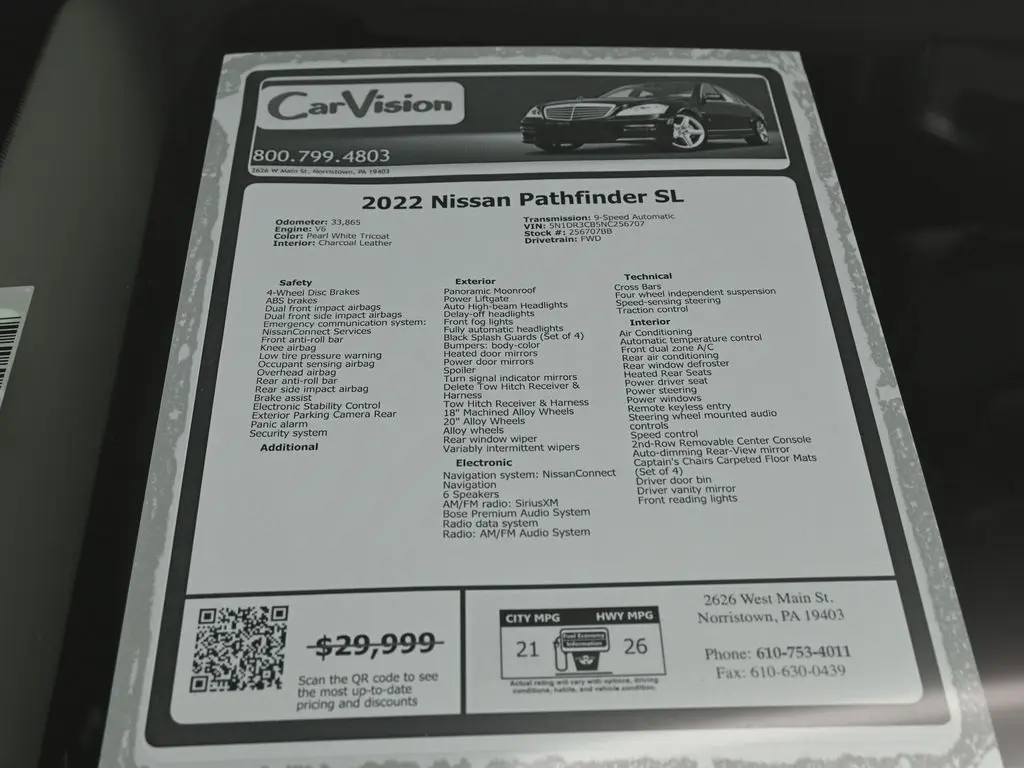 CarVision
800.799.4803
2626 W Main St, Norristown, PA 19403
2022 Nissan Pathfinder SL
Odometer: 33,865
Engine: V6
Color: Pearl White Tricoat
Interior: Charcoal Leather
Transmission: 9-Speed Automatic
VIN: 5N1DR3CB5NC256707
Stock #: 256707BB
Drivetrain: FWD
Safety
4-Wheel Disc Brakes
ABS brakes
Dual front impact airbags
Dual front side impact airbags
Emergency communication system:
NissanConnect Services
Front anti-roll bar
Knee airbag
Low tire pressure warning
Occupant sensing airbag
Overhead airbag
Rear anti-roll bar
Rear side impact airbag
Brake assist
Electronic Stability Control
Exterior Parking Camera Rear
Panic alarm
Security system
Additional
Exterior
Panoramic Moonroof
Power Liftgate
Auto High-beam Headlights
Delay-off headlights
Front fog lights
Fully automatic headlights
Black Splash Guards (Set of 4)
Bumpers: body-color
Heated door mirrors
Power door mirrors
Spoiler
Turn signal indicator mirrors
Delete Tow Hitch Receiver &
Harness
Tow Hitch Receiver & Harness
18" Machined Alloy Wheels
20" Alloy Wheels
Alloy wheels
Rear window wiper
Variably intermittent wipers
Electronic
Navigation system: NissanConnect
Navigation
6 Speakers
AM/FM radio: SiriusXM
Bose Premium Audio System
Radio data system
Radio: AM/FM Audio System
Technical
Cross Bars
Four wheel independent suspension
Speed-sensing steering
Traction control
Interior
Air Conditioning
Automatic temperature control
Front dual zone A/C
Rear air conditioning
Rear window defroster
Heated Rear Seats
Power driver seat
Power steering
Power windows
Remote keyless entry
Steering wheel mounted audio
controls
Speed control
2nd-Row Removable Center Console
Auto-dimming Rear-View mirror
Captain's Chairs Carpeted Floor Mats
(Set of 4)
Driver door bin
Driver vanity mirror
Front reading lights
$29,999
Scan the QR code to see
the most up-to-date
pricing and discounts
CITY MPG
HWY MPG
21
Fuel Economy
Information
26
Actual rating will vary with options, driving
conditions, habits, and vehicle condition.
2626 West Main St.
Norristown, PA 19403
Phone: 610-753-4011
Fax: 610-630-0439